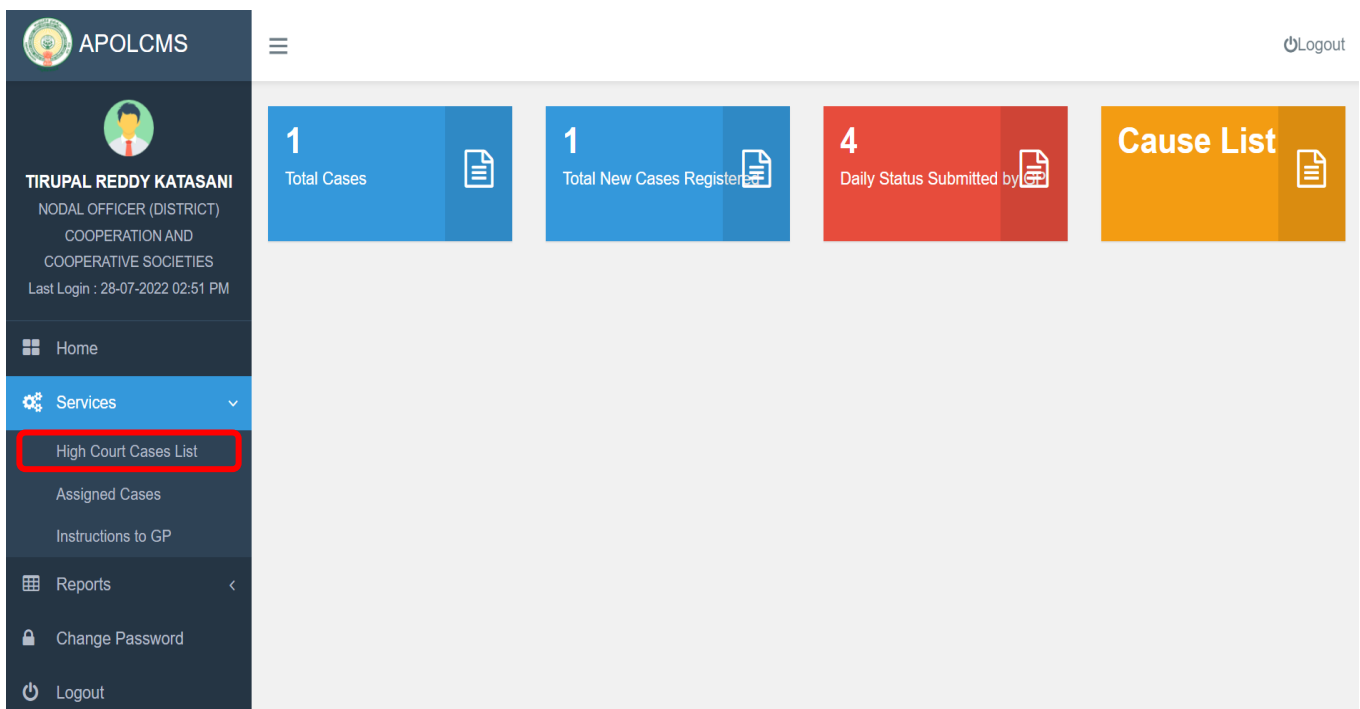 APOLCMS
Logout
TIRUPAL REDDY KATASANI
NODAL OFFICER (DISTRICT)
COOPERATION AND
COOPERATIVE SOCIETIES
Last Login : 28-07-2022 02:51 PM
Home
Services
High Court Cases List
Assigned Cases
Instructions to GP
Reports
Change Password
Logout
1
Total Cases
1
Total New Cases Registered
4
Daily Status Submitted by GP
Cause List